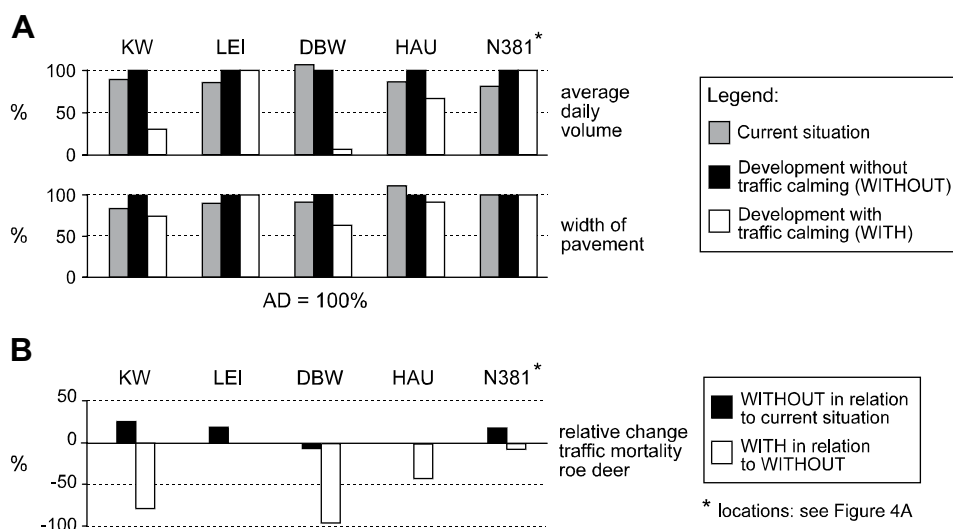 A
KW LEI DBW HAU N381*
100
% 50
0
average
daily
volume
100
% 50
0
width of
pavement
AD = 100%
Legend:
Current situation
Development without
traffic calming (WITHOUT)
Development with
traffic calming (WITH)
B
KW LEI DBW HAU N381*
50
0
%
-50
-100
relative change
traffic mortality
roe deer
WITHOUT in relation
to current situation
WITH in relation
to WITHOUT
* locations: see Figure 4A